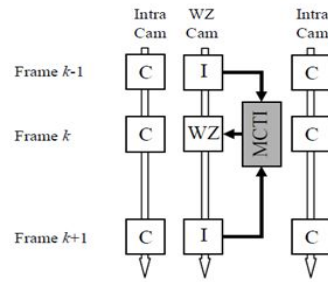 Intra Cam
WZ Cam
Intra Cam
Frame k-1
C
I
C
MCTI
Frame k
C
WZ
C
Frame k+1
C
I
C